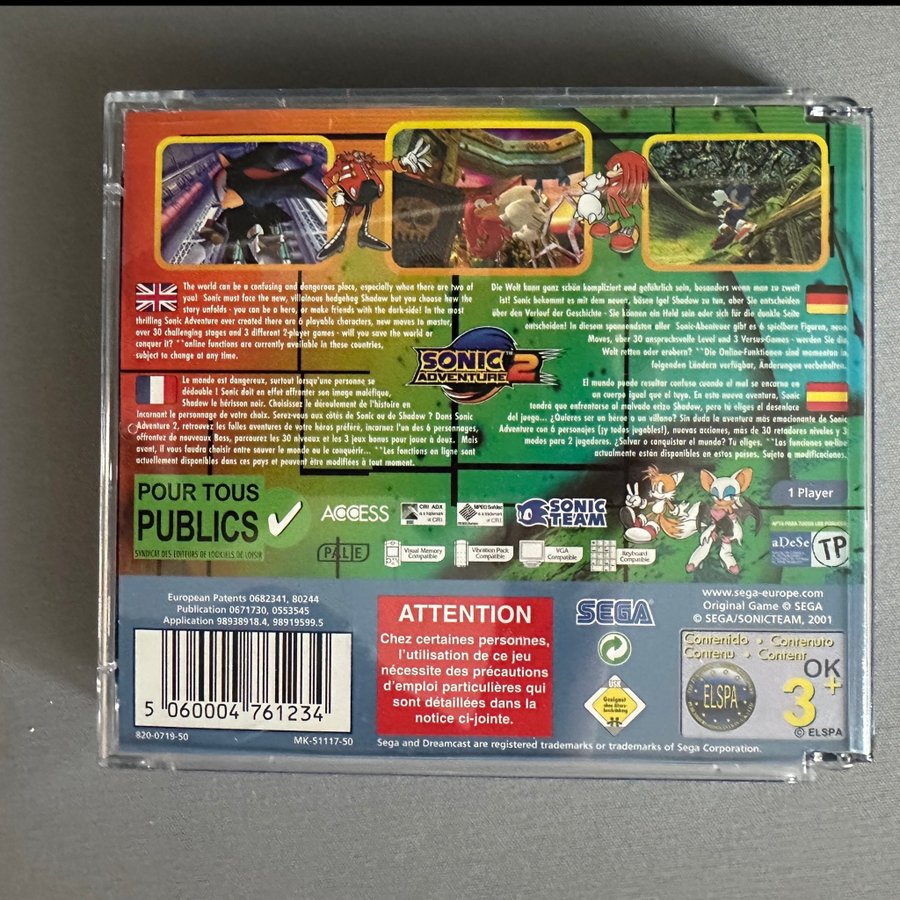 The world can be a confusing and dangerous place, especially when there are two of
you! Sonic must face the new, villainous hedgehog Shadow but you choose how the
story unfolds - you can be a hero, or make friends with the dark-side! In the most
thrilling Sonic Adventure ever created there are 6 playable characters, new moves to master,
over 30 challenging stages and 3 different 2-player games - will you save the world or
conquer it? **online functions are currently available in these countries,
subject to change at any time.
Die Welt kann ganz schön kompliziert und gefährlich sein, besonders wenn man zu zweit
ist! Sonic bekommt es mit dem neuen, bösen Igel Shadow zu tun, aber Sie entscheiden
über den Verlauf der Geschichte - Sie können ein Held sein oder sich für die dunkle Seite
entscheiden! In diesem spannendsten aller Sonic-Abenteuer gibt es 6 spielbare Figuren, neue
Moves, über 30 anspruchsvolle Level und 3 Versus-Games - werden Sie die
Welt retten oder erobern? **Die Online-Funktionen sind momentan in
folgenden Ländern verfügbar, Änderungen vorbehalten.
SONIC
ADVENTURE 2™
Le monde est dangereux, surtout lorsqu'une personne se
dédouble ! Sonic doit en effet affronter son image maléfique,
Shadow le hérisson noir. Choisissez le déroulement de l'histoire en
incarnant le personnage de votre choix. Serez-vous aux côtés de Sonic ou de Shadow ? Dans Sonic
Adventure 2, retrouvez les folles aventures de votre héros préféré, incarnez l'un des 6 personnages,
affrontez de nouveaux Boss, parcourez les 30 niveaux et les 3 jeux bonus pour jouer à deux. Mais
avant, il vous faudra choisir entre sauver le monde ou le conquérir... **Les fonctions en ligne sont
actuellement disponibles dans ces pays et peuvent être modifiées à tout moment.
El mundo puede resultar confuso cuando el mal se encarna en
un cuerpo igual que el tuyo. En esta nueva aventura, Sonic
tendrá que enfrentarse al malvado erizo Shadow, pero tú eliges el desenlace
del juego... ¿Quieres ser un héroe o un villano? Sin duda la aventura más emocionante de Sonic
Adventure con 6 personajes (¡y todos jugables!), nuevas acciones, más de 30 retadores niveles y 3
modos para 2 jugadores. ¿Salvar o conquistar el mundo? Tu eliges. **Las funciones on-line
actualmente están disponibles en estos países. Sujeto a modificaciones.
POUR TOUS
PUBLICS
SYNDICAT DES EDITEURS DE LOGICIELS DE LOISIR
ACCESS
CRI ADX
is a trademark
of CRI.
MPEG Sofdec
is a trademark
of CRI.
SONIC
TEAM
1 Player
APTA PARA TODOS LOS PUBLICOS
aDeSe
TP
PAL/E
Visual Memory
Compatible
Vibration Pack
Compatible
VGA
Compatible
Keyboard
Compatible
European Patents 0682341, 80244
Publication 0671730, 0553545
Application 98938918.4, 98919599.5
5 060004 761234
820-0719-50
MK-51117-50
ATTENTION
Chez certaines personnes,
l'utilisation de ce jeu
nécessite des précautions
d'emploi particulières qui
sont détaillées dans la
notice ci-jointe.
SEGA
USK
Geeignet
www.sega-europe.com
Original Game © SEGA
© SEGA/SONICTEAM, 2001
Contenido • Contenuto
Contenu • Content
ELSPA
OK
3+
© ELSPA
Sega and Dreamcast are registered trademarks or trademarks of Sega Corporation.